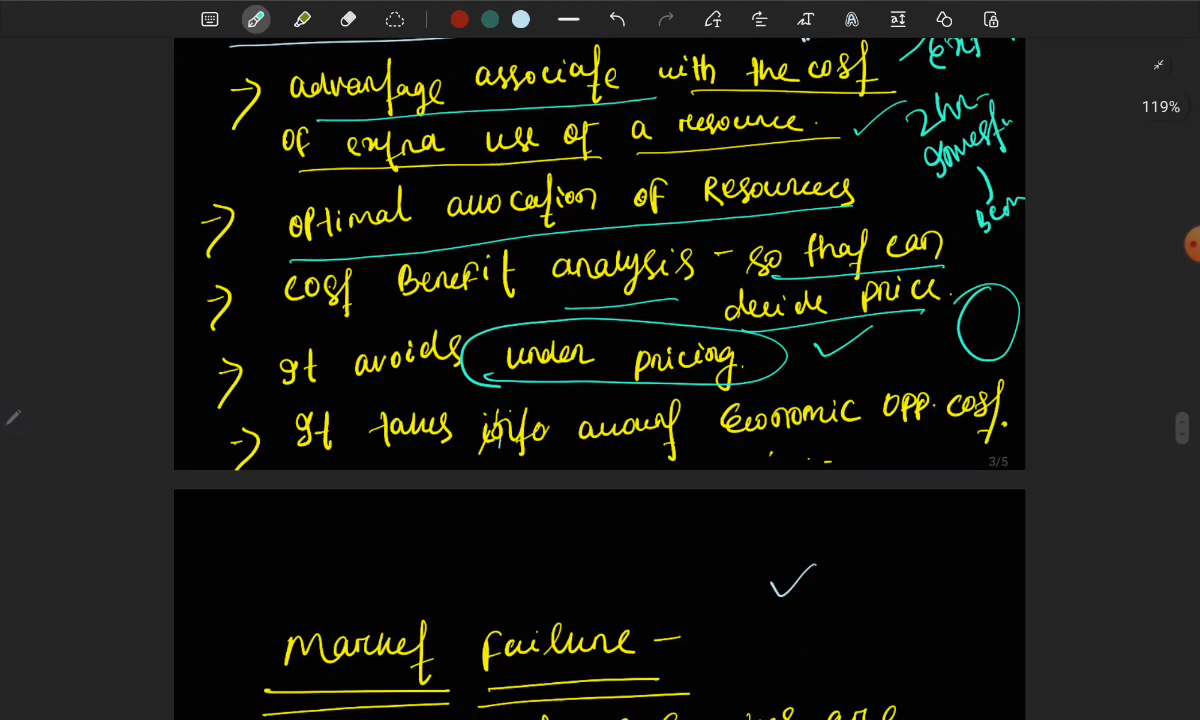 119%
→ advantage associate with the cost
of extra use of a resource.
2hr
→ optimal allocation of Resources
→ cost Benefit analysis - so that can
decide price.
→ It avoids under pricing.
→ It takes into account Economic opp. cost.
3/5
Market Failure -
are